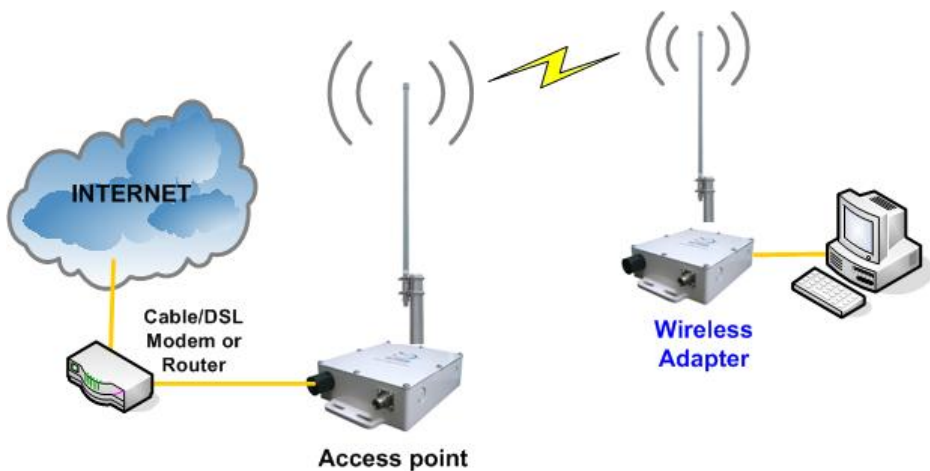 INTERNET
Cable/DSL
Modem or
Router
Access point
Wireless
Adapter